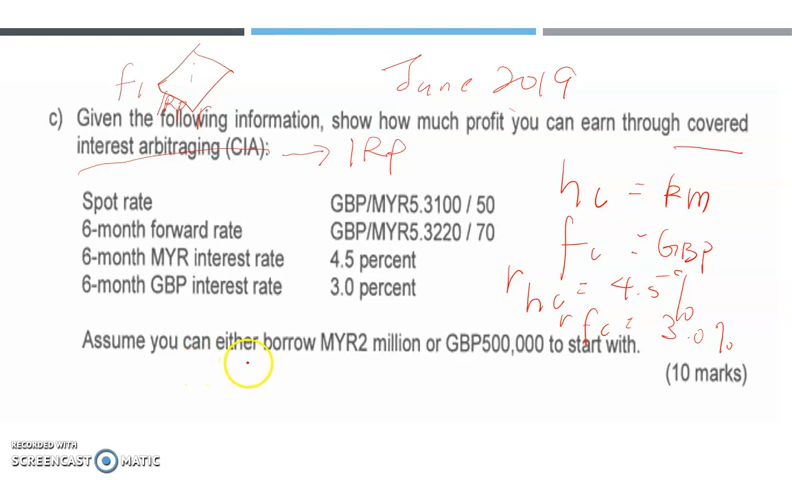 June 2019
IRP
c) Given the following information, show how much profit you can earn through covered
interest arbitraging (CIA): → IRP
hc = RM
Spot rate GBP/MYR5.3100 / 50
6-month forward rate GBP/MYR5.3220 / 70
fc = GBP
6-month MYR interest rate 4.5 percent
rhc = 4.5%
6-month GBP interest rate 3.0 percent
rfc = 3.0%
Assume you can either borrow MYR2 million or GBP500,000 to start with.
(10 marks)
RECORDED WITH
SCREENCAST MATIC